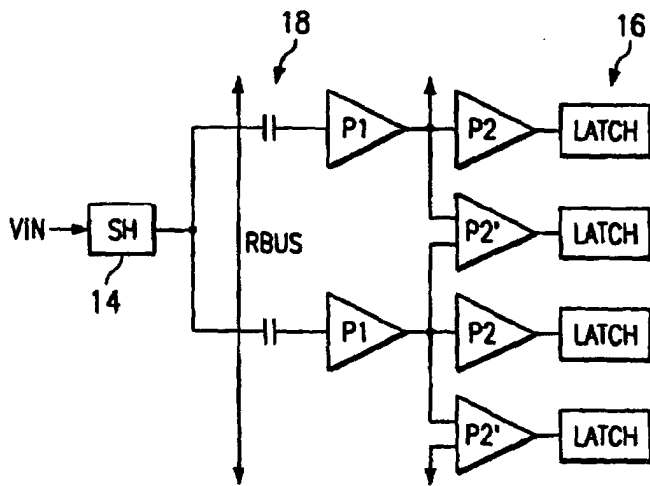 18
16
P1
P2
LATCH
VIN
SH
14
RBUS
P2'
LATCH
P1
P2
LATCH
P2'
LATCH